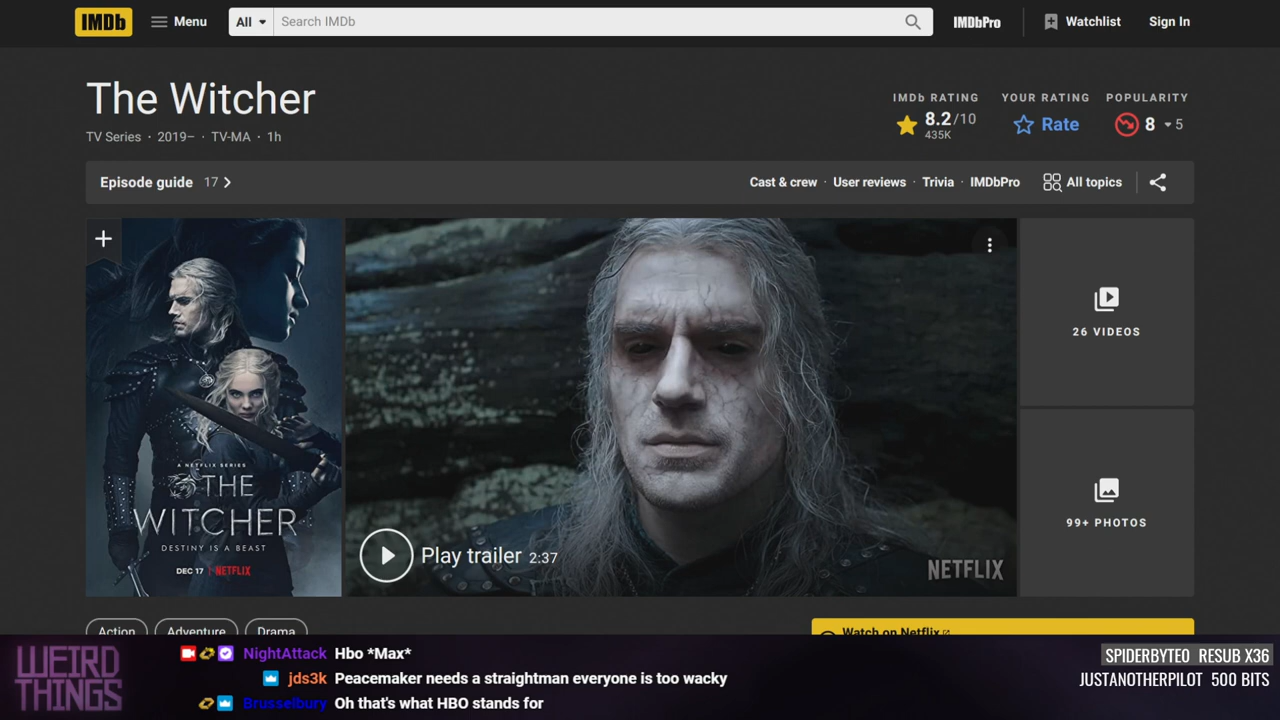 IMDb Menu All Search IMDb IMDbPro Watchlist Sign In
The Witcher
TV Series · 2019– · TV-MA · 1h
IMDb RATING YOUR RATING POPULARITY
8.2/10 Rate 8 5
435K
Episode guide 17 Cast & crew · User reviews · Trivia · IMDbPro All topics
A NETFLIX SERIES
THE
WITCHER
DESTINY IS A BEAST
DEC 17 | NETFLIX
Play trailer 2:37
NETFLIX
26 VIDEOS
99+ PHOTOS
Action Adventure Drama
Watch on Netflix
WEIRD
THINGS
NightAttack Hbo *Max*
jds3k Peacemaker needs a straightman everyone is too wacky
Brusselbury Oh that's what HBO stands for
SPIDERBYTE0 RESUB X36
JUSTANOTHERPILOT 500 BITS